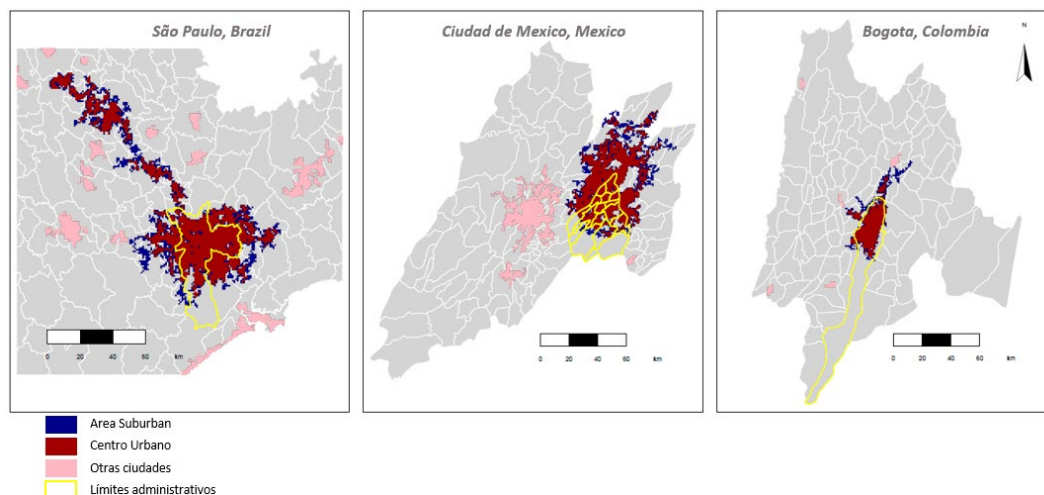 São Paulo, Brazil
0 20 40 60 km
Ciudad de Mexico, Mexico
0 20 40 60 km
Bogota, Colombia
N
0 20 40 60 km
Area Suburban
Centro Urbano
Otras ciudades
Límites administrativos